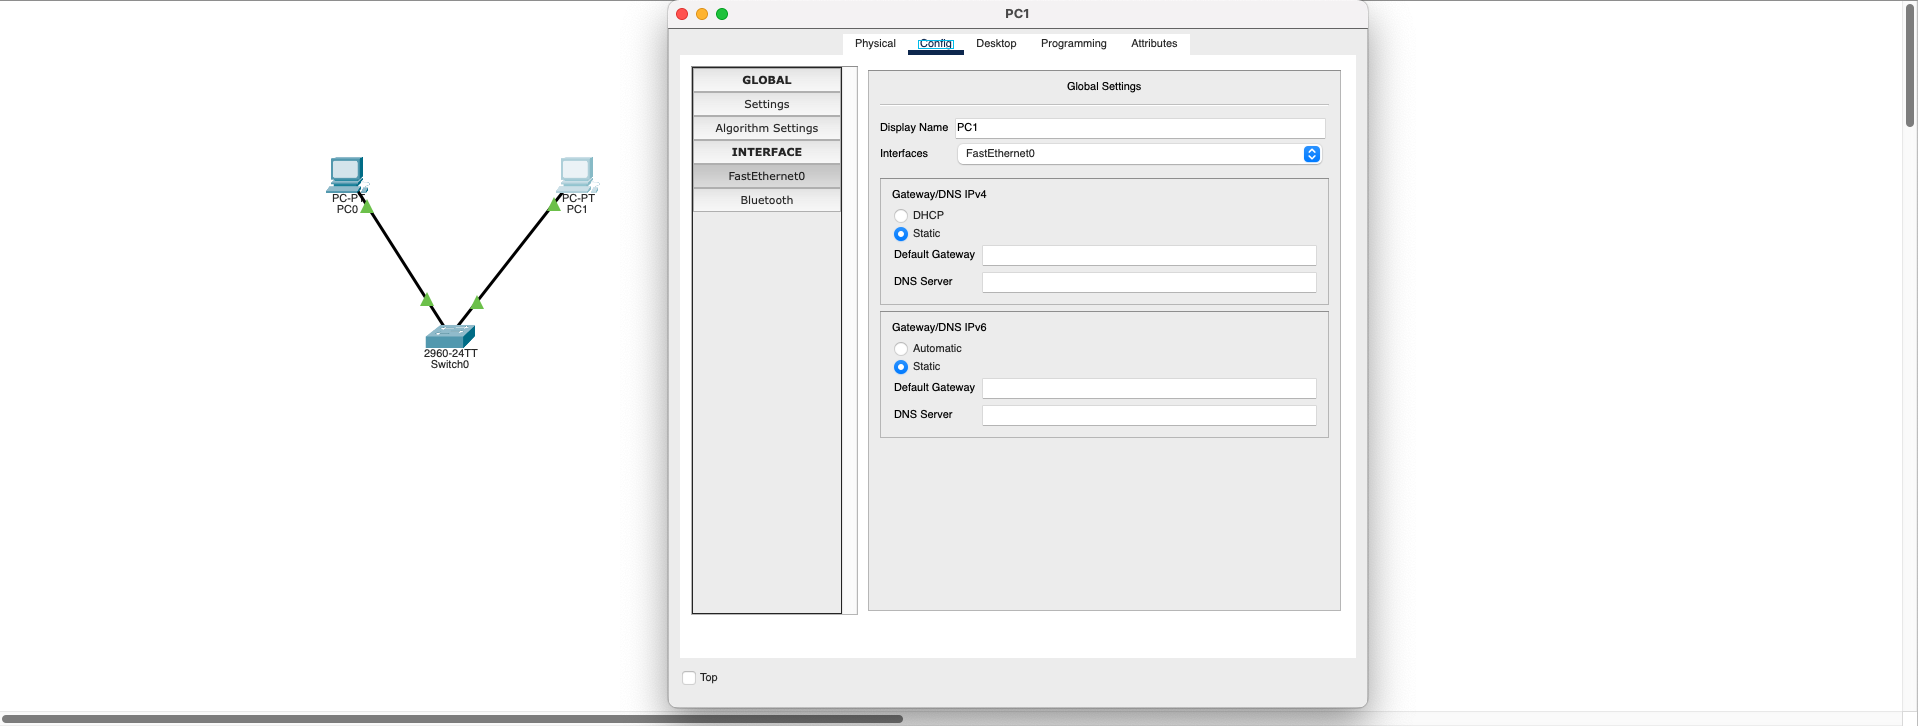 PC1
Physical
Config
Desktop
Programming
Attributes
GLOBAL
Settings
Algorithm Settings
INTERFACE
FastEthernet0
Bluetooth
Global Settings
Display Name PC1
Interfaces FastEthernet0
Gateway/DNS IPv4
DHCP
Static
Default Gateway
DNS Server
Gateway/DNS IPv6
Automatic
Static
Default Gateway
DNS Server
Top
PC-PT
PC0
PC-PT
PC1
2960-24TT
Switch0